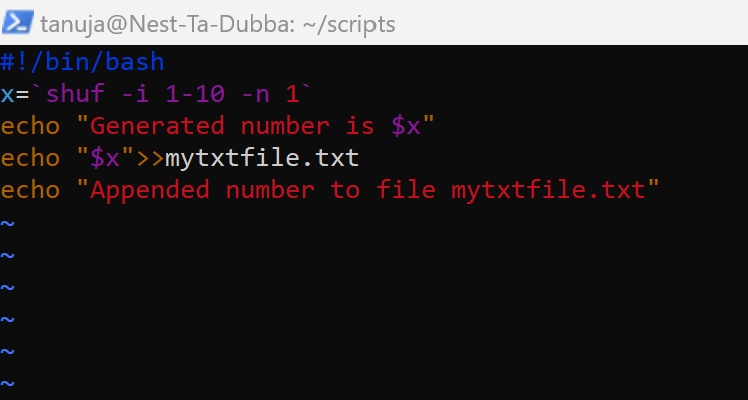 tanuja@Nest-Ta-Dubba: ~/scripts
#!/bin/bash
x=`shuf -i 1-10 -n 1`
echo "Generated number is $x"
echo "$x">>mytxtfile.txt
echo "Appended number to file mytxtfile.txt"
~
~
~
~
~
~